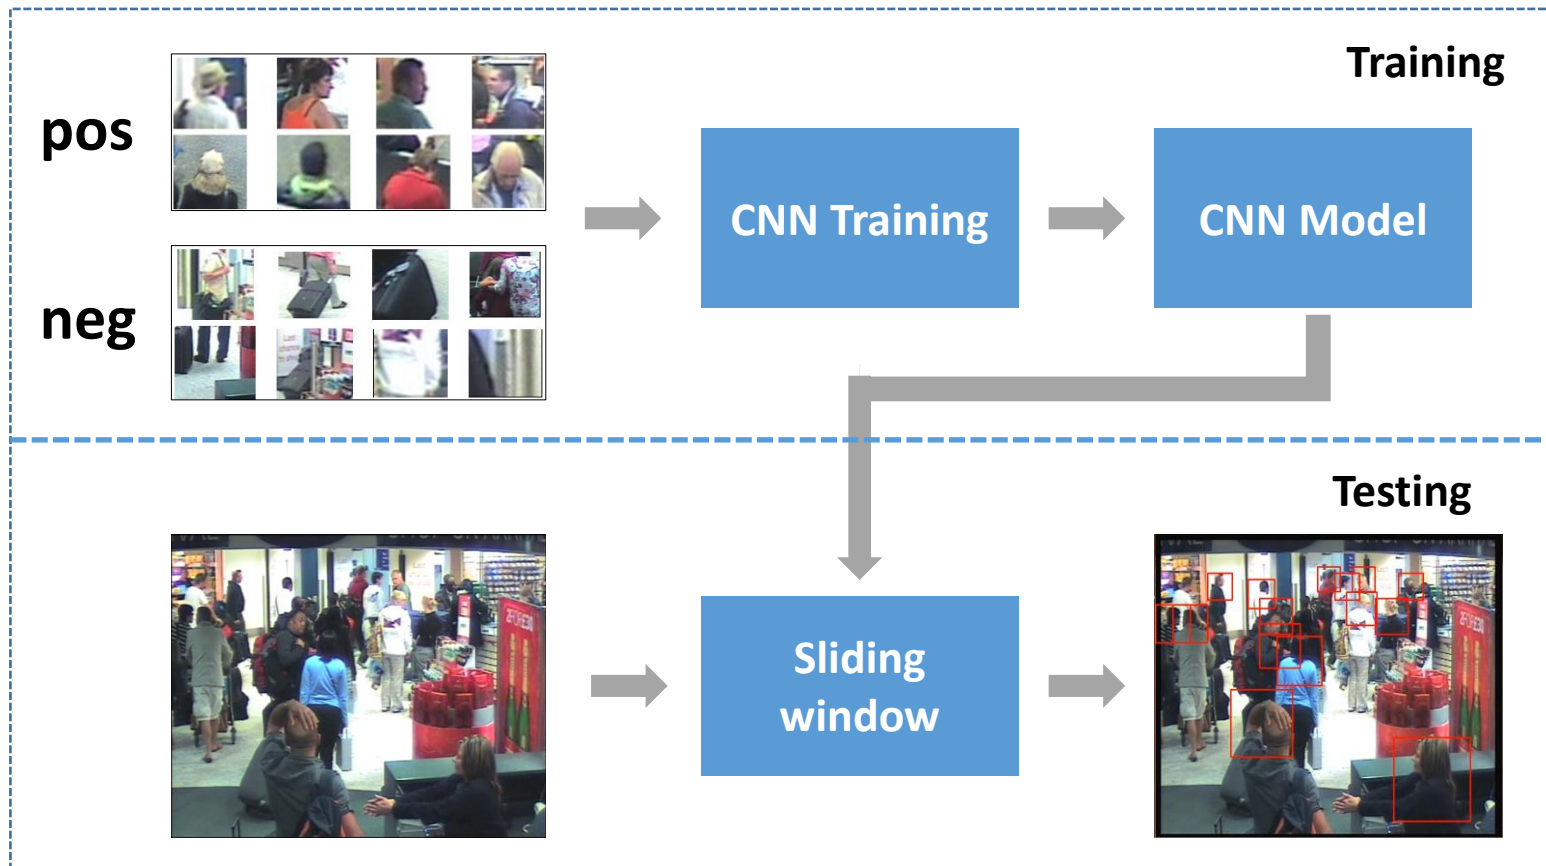 Training
pos
CNN Training
CNN Model
neg
Testing
Sliding
window